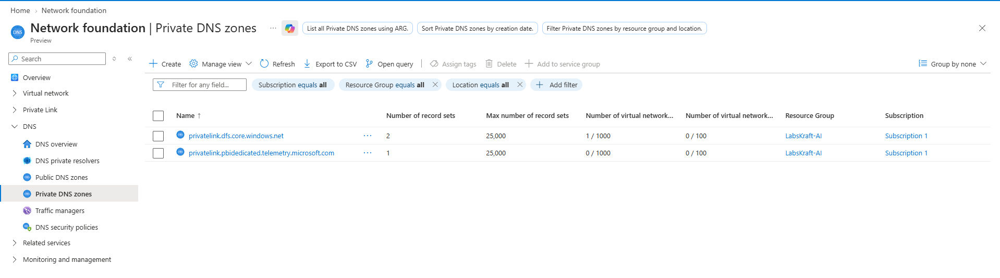 Home › Network foundation
DNS Network foundation | Private DNS zones ··· List all Private DNS zones using ARG. Sort Private DNS zones by creation date. Filter Private DNS zones by resource group and location.
Preview
Search
Create Manage view Refresh Export to CSV Open query Assign tags Delete Add to service group Group by none
Filter for any field... Subscription equals all Resource Group equals all Location equals all Add filter
Overview
Virtual network
Private Link
DNS
DNS overview
DNS private resolvers
Public DNS zones
Private DNS zones
Traffic managers
DNS security policies
Related services
Monitoring and management
Name ↑ Number of record sets Max number of record sets Number of virtual network... Number of virtual network... Resource Group Subscription
privatelink.dfs.core.windows.net ··· 2 25,000 1 / 1000 0 / 100 LabsKraft-AI Subscription 1
privatelink.pbidedicated.telemetry.microsoft.com ··· 1 25,000 0 / 1000 0 / 100 LabsKraft-AI Subscription 1